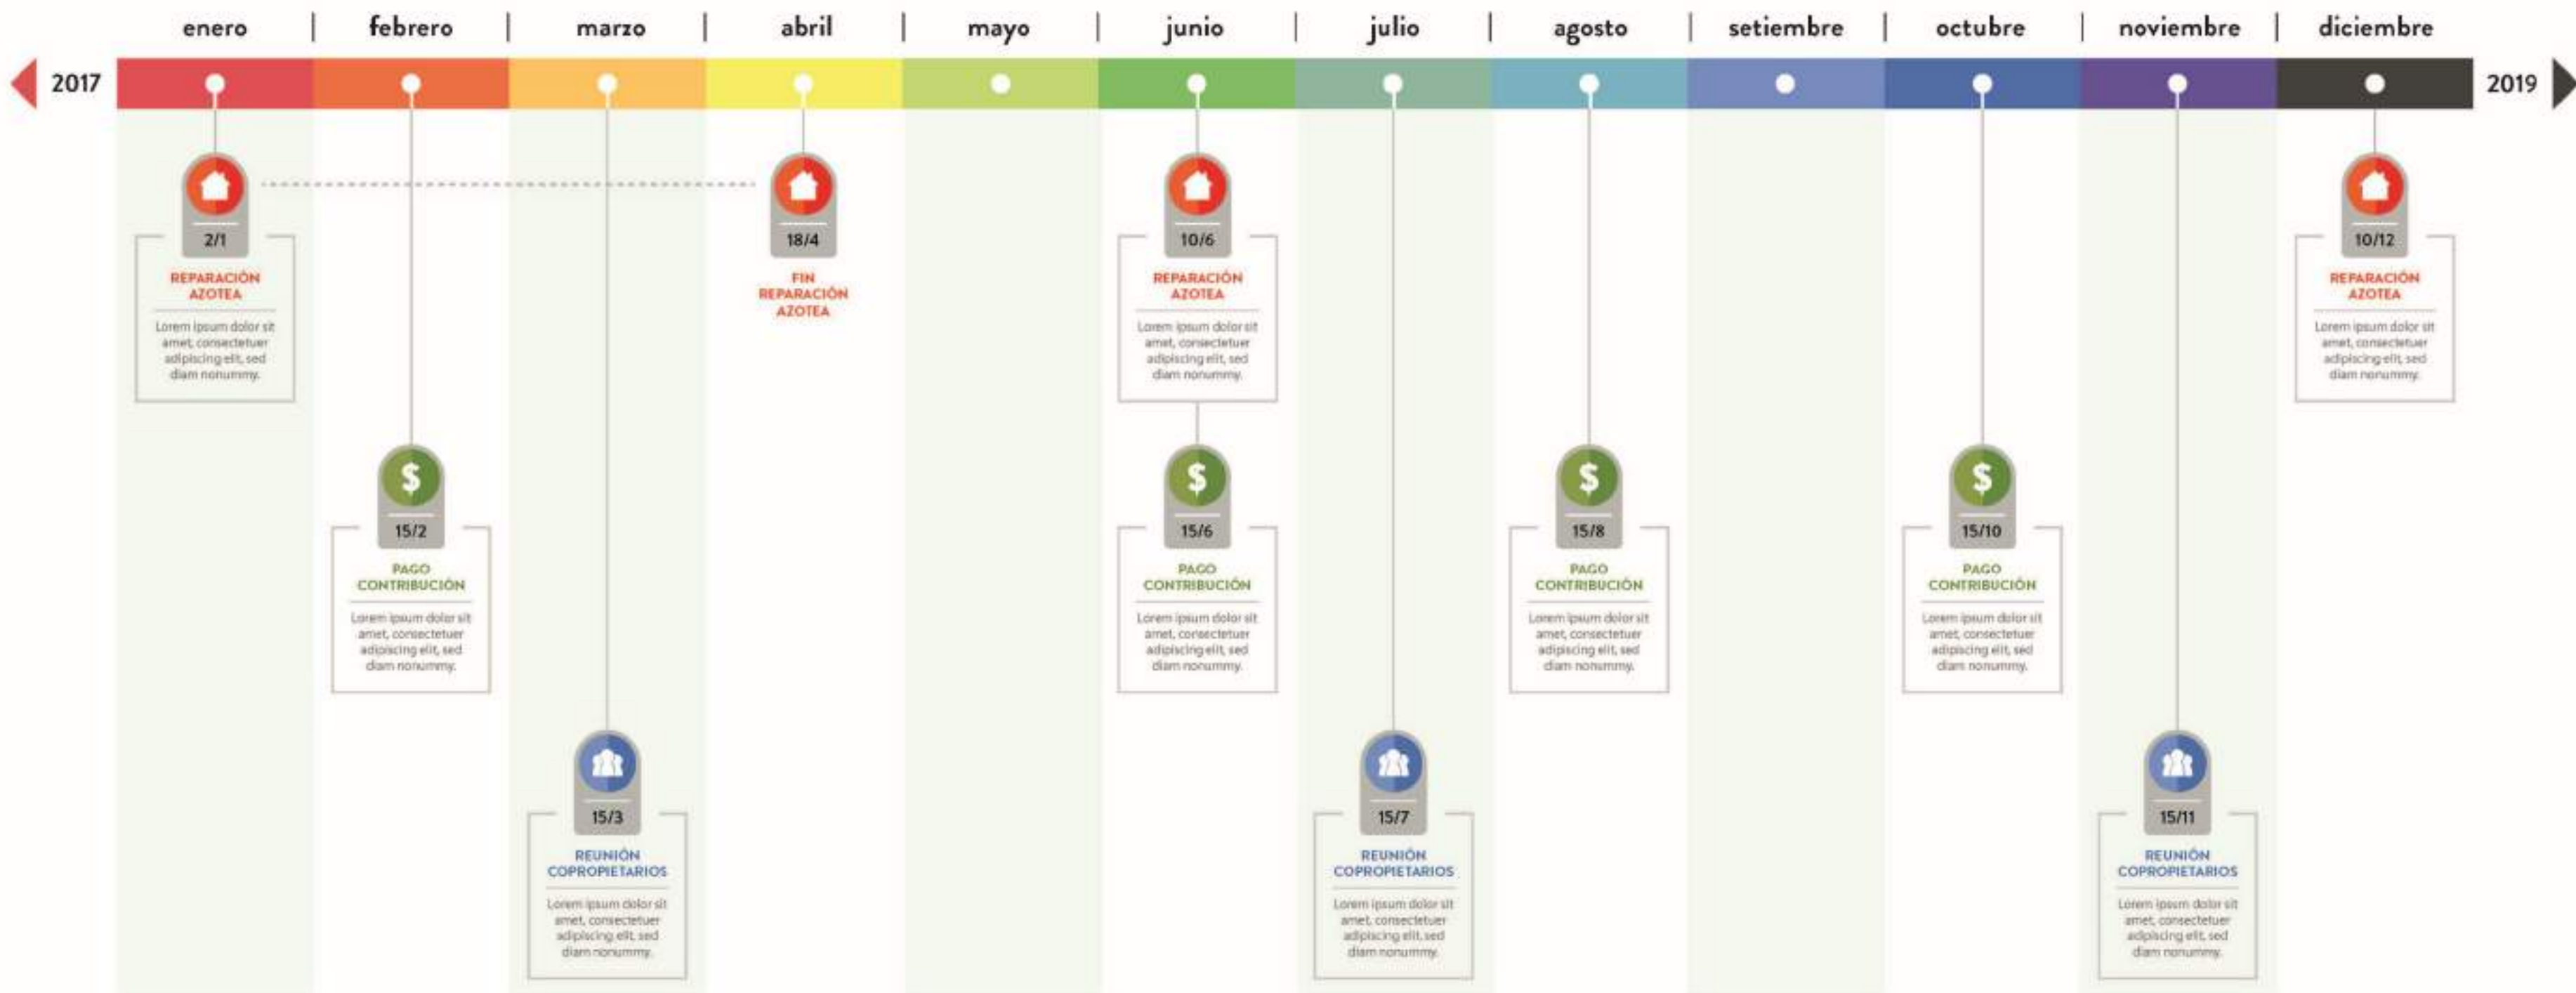 enero | febrero | marzo | abril | mayo | junio | julio | agosto | setiembre | octubre | noviembre | diciembre
2017
2019
2/1
REPARACIÓN
AZOTEA
Lorem ipsum dolor sit
amet, consectetuer
adipiscing elit, sed
diam nonummy.
18/4
FIN
REPARACIÓN
AZOTEA
10/6
REPARACIÓN
AZOTEA
Lorem ipsum dolor sit
amet, consectetuer
adipiscing elit, sed
diam nonummy.
10/12
REPARACIÓN
AZOTEA
Lorem ipsum dolor sit
amet, consectetuer
adipiscing elit, sed
diam nonummy.
$
15/2
PAGO
CONTRIBUCIÓN
Lorem ipsum dolor sit
amet, consectetuer
adipiscing elit, sed
diam nonummy.
$
15/6
PAGO
CONTRIBUCIÓN
Lorem ipsum dolor sit
amet, consectetuer
adipiscing elit, sed
diam nonummy.
$
15/8
PAGO
CONTRIBUCIÓN
Lorem ipsum dolor sit
amet, consectetuer
adipiscing elit, sed
diam nonummy.
$
15/10
PAGO
CONTRIBUCIÓN
Lorem ipsum dolor sit
amet, consectetuer
adipiscing elit, sed
diam nonummy.
15/3
REUNIÓN
COPROPIETARIOS
Lorem ipsum dolor sit
amet, consectetuer
adipiscing elit, sed
diam nonummy.
15/7
REUNIÓN
COPROPIETARIOS
Lorem ipsum dolor sit
amet, consectetuer
adipiscing elit, sed
diam nonummy.
15/11
REUNIÓN
COPROPIETARIOS
Lorem ipsum dolor sit
amet, consectetuer
adipiscing elit, sed
diam nonummy.